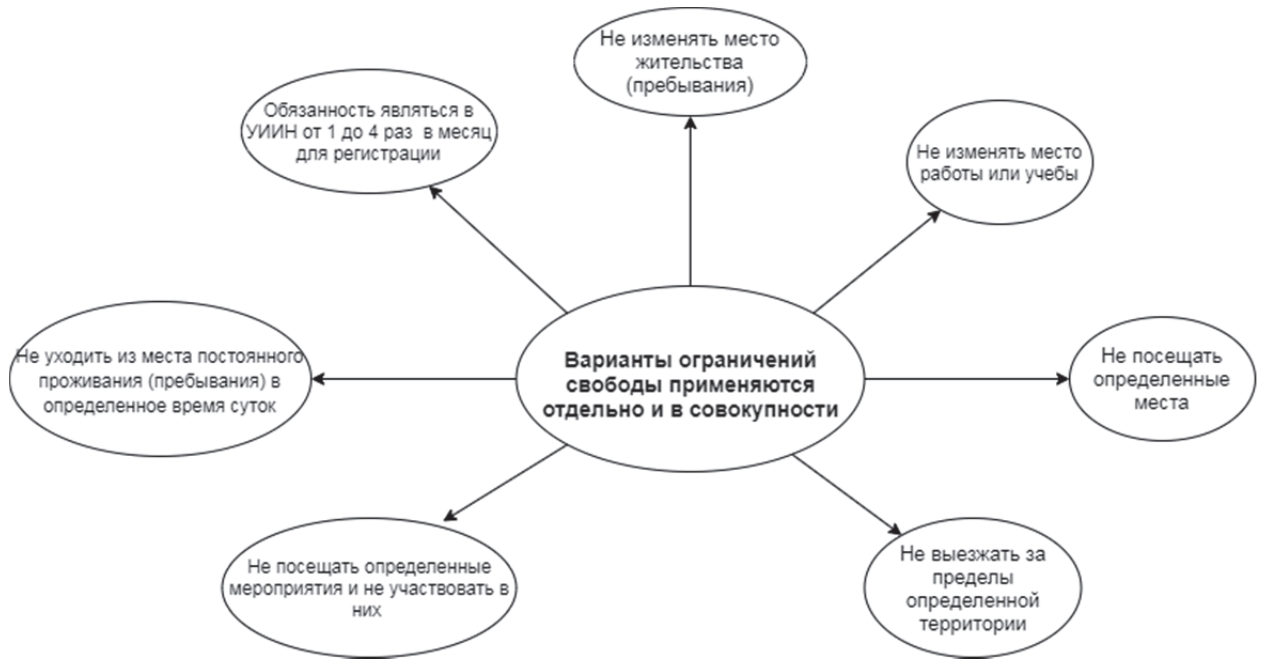 Не изменять место
жительства
(пребывания)
Обязанность являться в
УИИН от 1 до 4 раз в месяц
для регистрации
Не изменять место
работы или учебы
Не уходить из места постоянного
проживания (пребывания) в
определенное время суток
Варианты ограничений
свободы применяются
отдельно и в совокупности
Не посещать
определенные
места
Не посещать определенные
мероприятия и не участвовать в
них
Не выезжать за
пределы
определенной
территории